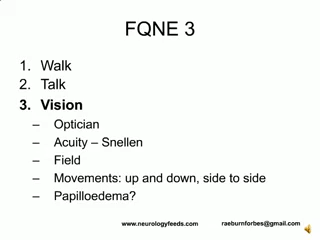 FQNE 3
1. Walk
2. Talk
3. Vision
– Optician
– Acuity – Snellen
– Field
– Movements: up and down, side to side
– Papilloedema?
www.neurologyfeeds.com raeburnforbes@gmail.com